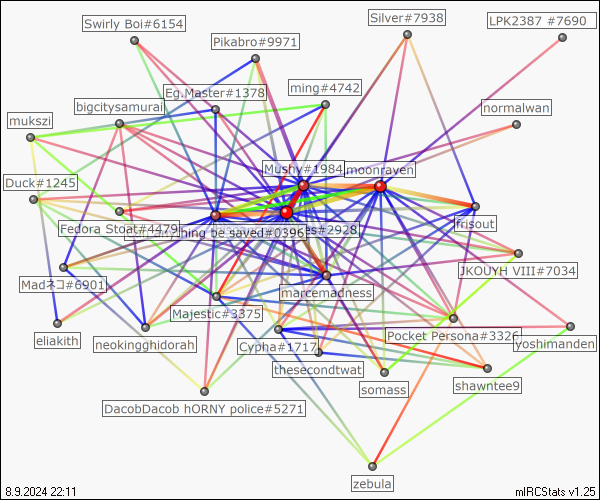 Swirly Boi#6154
Silver#7938
LPK2387 #7690
Pikabro#9971
Eg.Master#1378
ming#4742
bigcitysamurai
normalwan
mukszi
Mushy#1984
moonraven
Duck#1245
Fedora Stoat#4479
anything be saved#0396
es#2928
frisout
JKOUYH VIII#7034
Madネコ#6901
marcemadness
Majestic#3375
eliakith
neokingghidorah
Cypha#1717
Pocket Persona#3326
yoshimanden
thesecondtwat
somass
shawntee9
DacobDacob hORNY police#5271
zebula
8.9.2024 22:11
mIRCStats v1.25